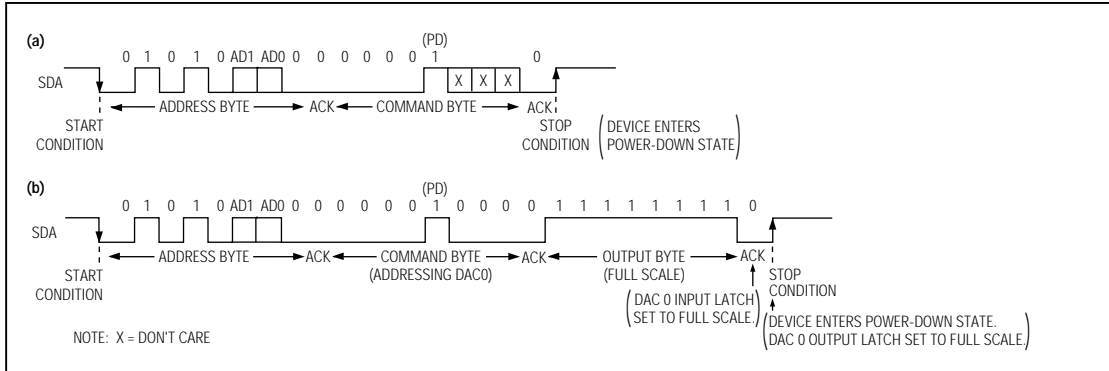 (a)
(PD)
0 1 0 1 0 AD1 AD0 0 0 0 0 0 0 1 0
SDA X X X
ADDRESS BYTE ACK COMMAND BYTE ACK
START CONDITION
STOP CONDITION
(DEVICE ENTERS
POWER-DOWN STATE)
(b)
(PD)
0 1 0 1 0 AD1 AD0 0 0 0 0 0 0 1 0 0 0 0 1 1 1 1 1 1 1 1 0
SDA
ADDRESS BYTE ACK COMMAND BYTE ACK OUTPUT BYTE ACK
(ADDRESSING DAC0) (FULL SCALE)
START CONDITION
STOP CONDITION
(DAC 0 INPUT LATCH
SET TO FULL SCALE.)
(DEVICE ENTERS POWER-DOWN STATE.
DAC 0 OUTPUT LATCH SET TO FULL SCALE.)
NOTE: X = DON'T CARE